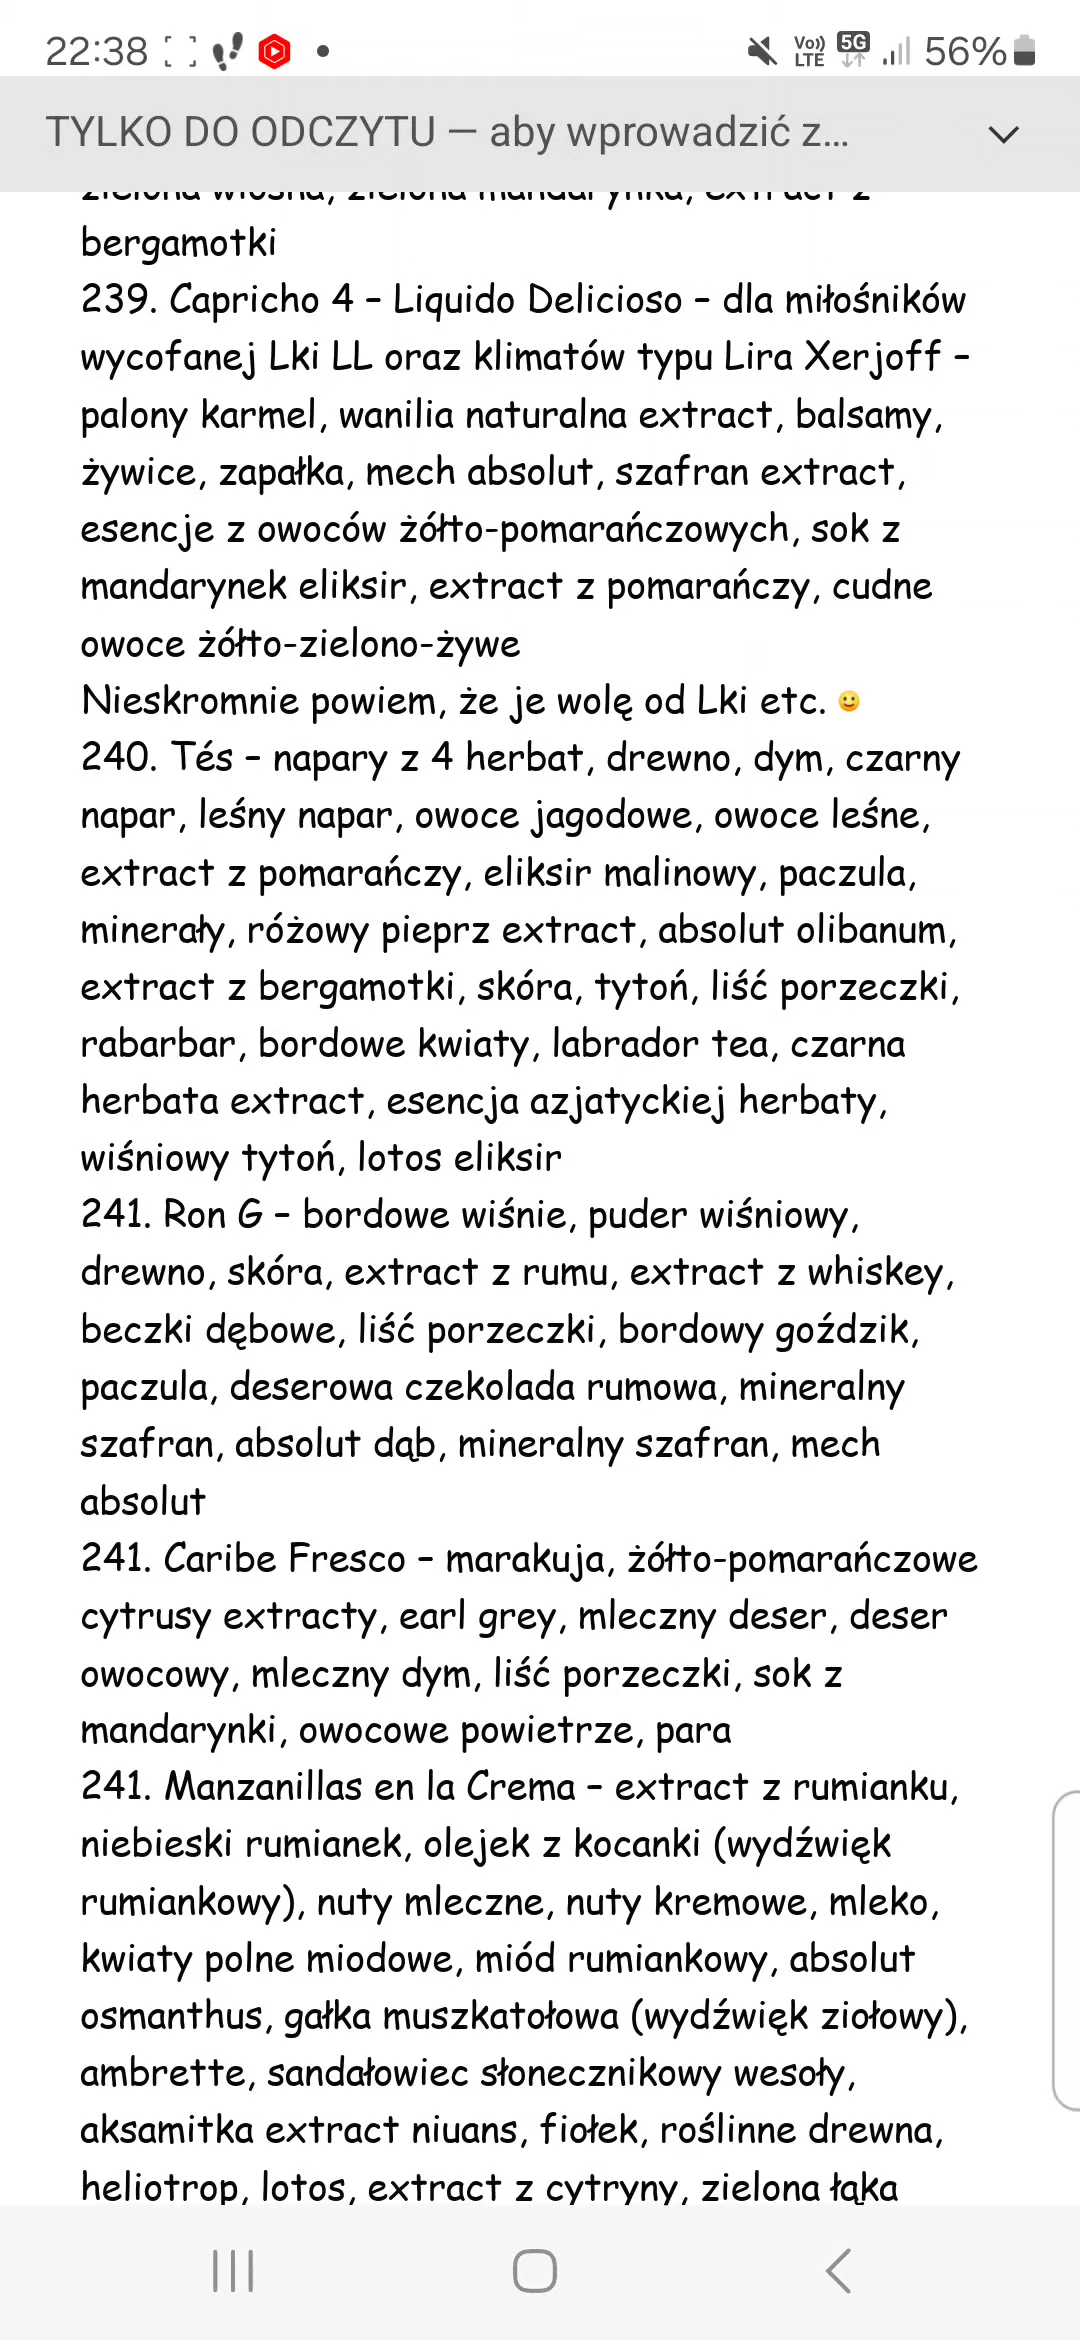 22:38
Vo)) LTE 5G 56%
TYLKO DO ODCZYTU — aby wprowadzić z...
zielona wiosna, zielona mandarynka, extract z
bergamotki
239. Capricho 4 – Liquido Delicioso – dla miłośników
wycofanej Lki LL oraz klimatów typu Lira Xerjoff –
palony karmel, wanilia naturalna extract, balsamy,
żywice, zapałka, mech absolut, szafran extract,
esencje z owoców żółto-pomarańczowych, sok z
mandarynek eliksir, extract z pomarańczy, cudne
owoce żółto-zielono-żywe
Nieskromnie powiem, że je wolę od Lki etc. 🙂
240. Tés – napary z 4 herbat, drewno, dym, czarny
napar, leśny napar, owoce jagodowe, owoce leśne,
extract z pomarańczy, eliksir malinowy, paczula,
minerały, różowy pieprz extract, absolut olibanum,
extract z bergamotki, skóra, tytoń, liść porzeczki,
rabarbar, bordowe kwiaty, labrador tea, czarna
herbata extract, esencja azjatyckiej herbaty,
wiśniowy tytoń, lotos eliksir
241. Ron G – bordowe wiśnie, puder wiśniowy,
drewno, skóra, extract z rumu, extract z whiskey,
beczki dębowe, liść porzeczki, bordowy goździk,
paczula, deserowa czekolada rumowa, mineralny
szafran, absolut dąb, mineralny szafran, mech
absolut
241. Caribe Fresco – marakuja, żółto-pomarańczowe
cytrusy extracty, earl grey, mleczny deser, deser
owocowy, mleczny dym, liść porzeczki, sok z
mandarynki, owocowe powietrze, para
241. Manzanillas en la Crema – extract z rumianku,
niebieski rumianek, olejek z kocanki (wydźwięk
rumiankowy), nuty mleczne, nuty kremowe, mleko,
kwiaty polne miodowe, miód rumiankowy, absolut
osmanthus, gałka muszkatołowa (wydźwięk ziołowy),
ambrette, sandałowiec słonecznikowy wesoły,
aksamitka extract niuans, fiołek, roślinne drewna,
heliotrop, lotos, extract z cytryny, zielona łąka